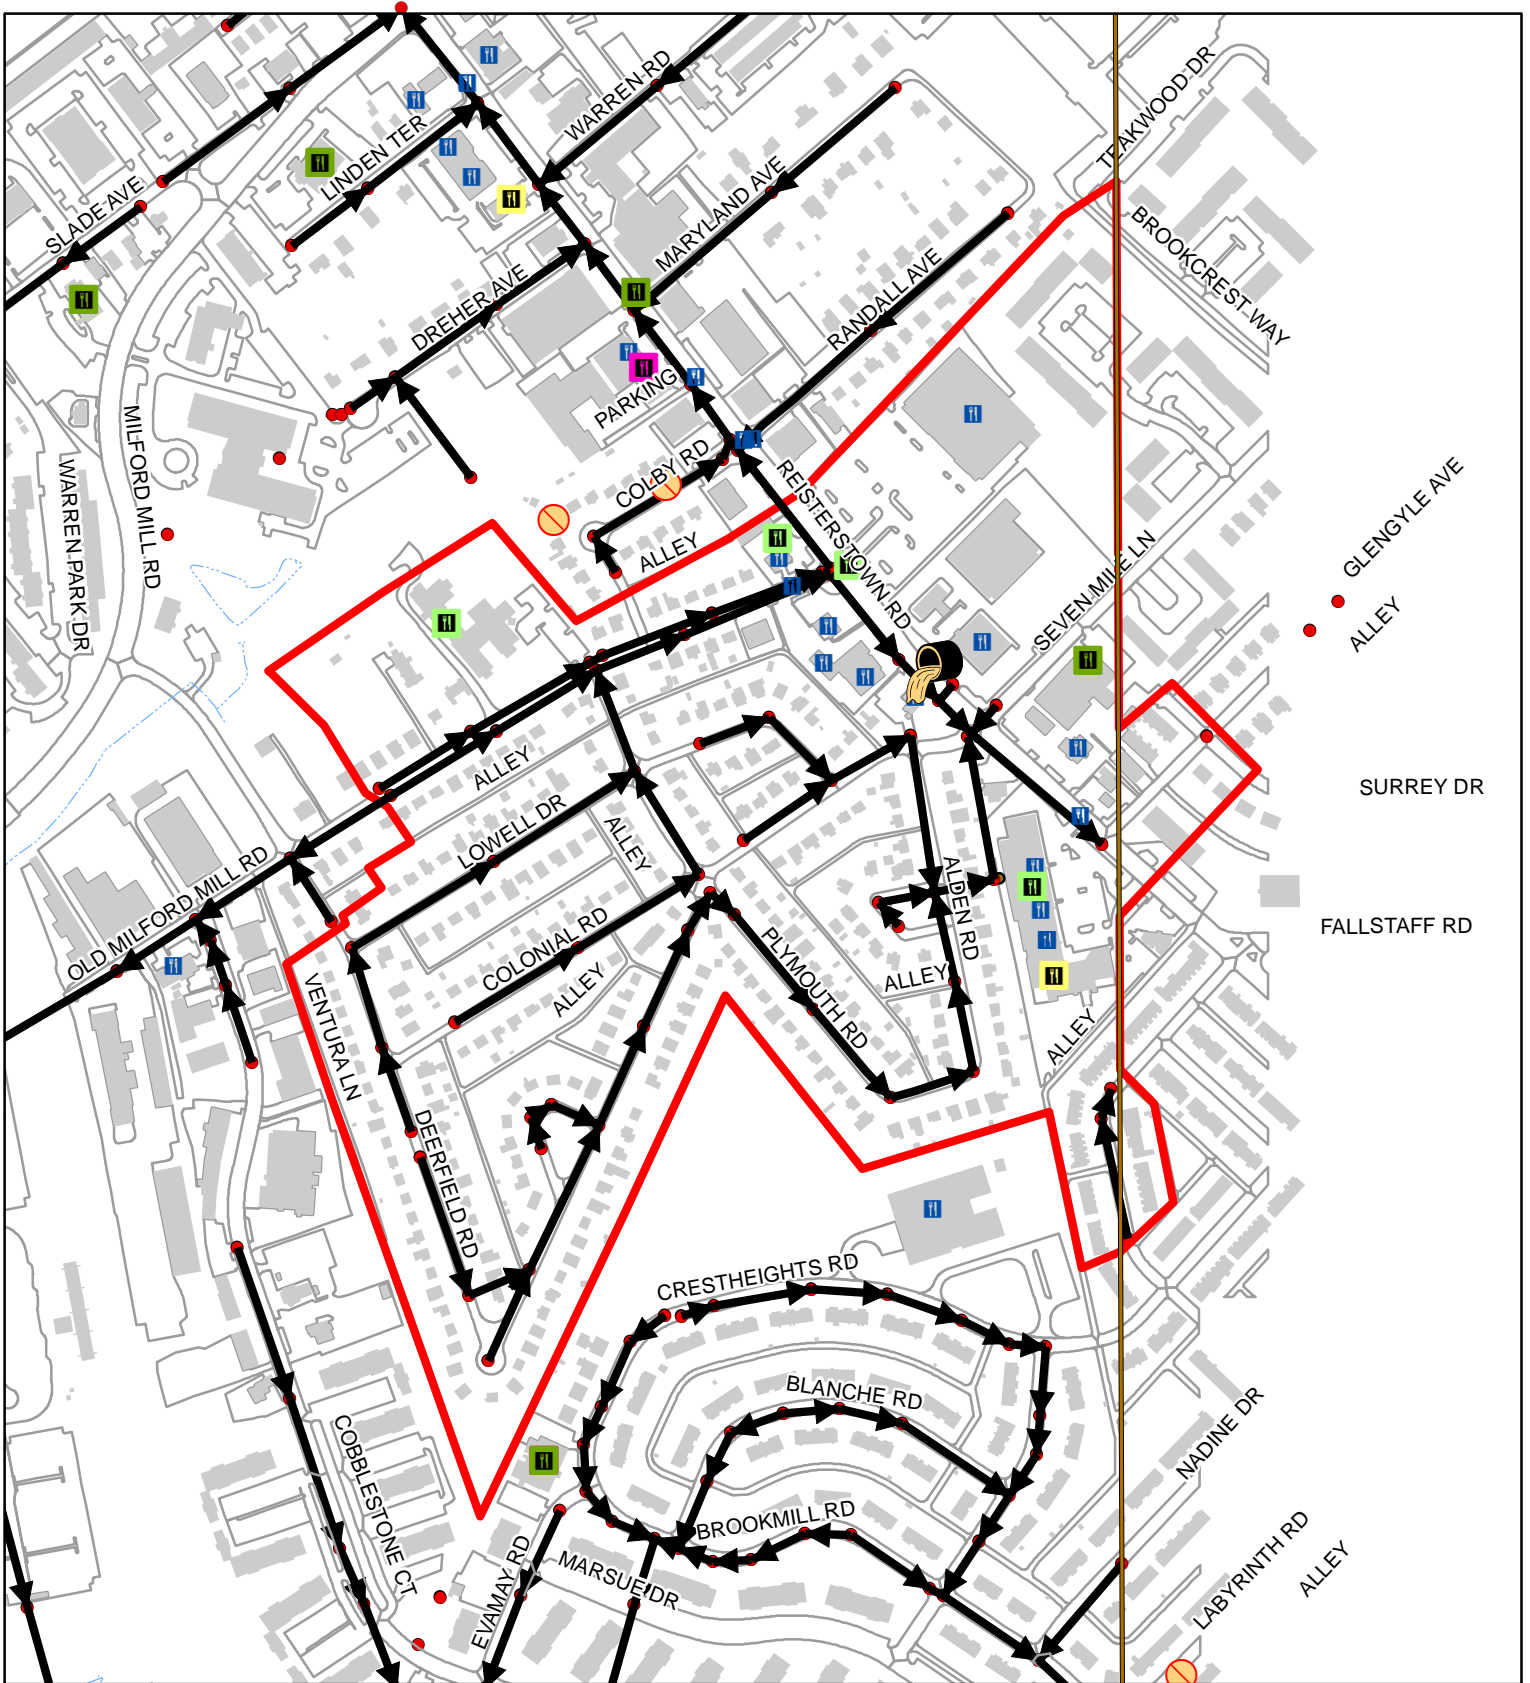 WARREN RD
TEAKWOOD DR
LINDEN TER
SLADE AVE
MARYLAND AVE
BROOKCREST WAY
DREHER AVE
RANDALL AVE
PARKING
MILFORD MILL RD
WARREN PARK DR
COLBY RD
REISTERSTOWN RD
ALLEY
GLENGYLE AVE
SEVEN MILE LN
ALLEY
ALLEY
SURREY DR
LOWELL DR
ALLEY
OLD MILFORD MILL RD
ALDEN RD
FALLSTAFF RD
COLONIAL RD
PLYMOUTH RD
ALLEY
ALLEY
VENTURA LN
ALLEY
DEERFIELD RD
CRESTHEIGHTS RD
BLANCHE RD
NADINE DR
COBBLESTONE CT
BROOKMILL RD
EVAMAY RD
MARSUE DR
LABYRINTH RD
ALLEY